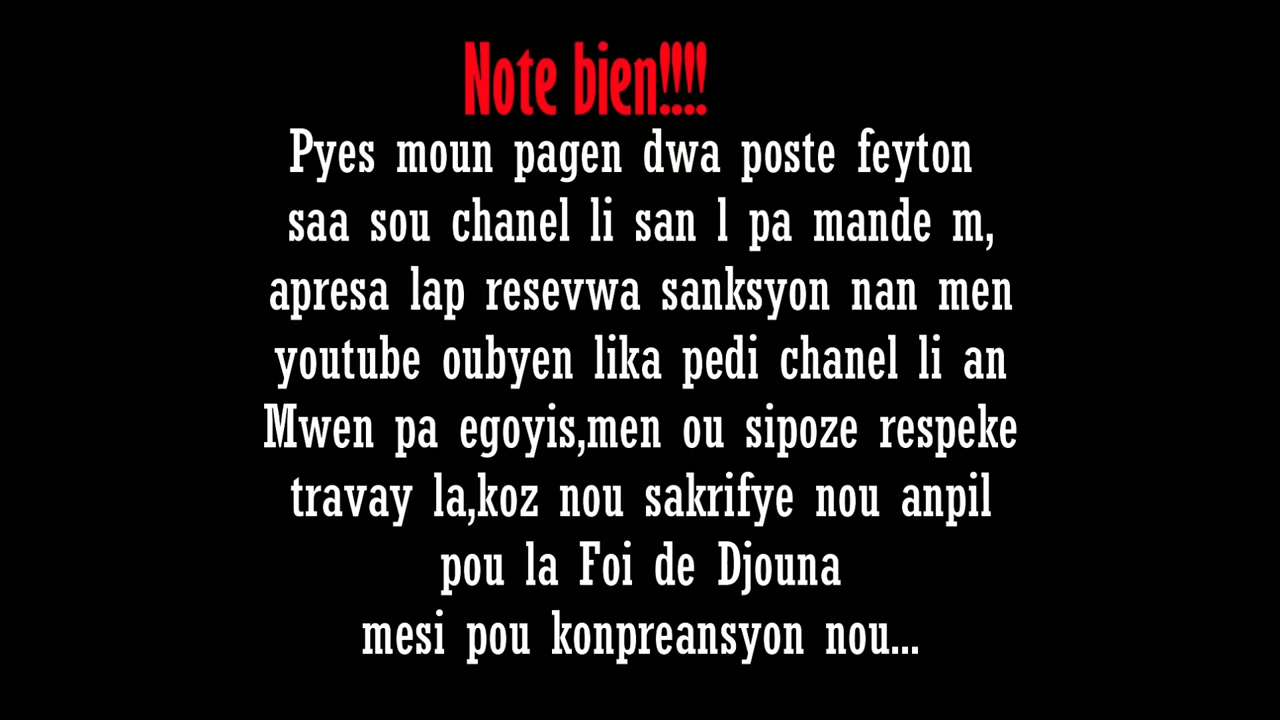 Note bien!!!!
Pyes moun pagen dwa poste feyton
saa sou chanel li san l pa mande m,
apresa lap resevwa sanksyon nan men
youtube oubyen lika pedi chanel li an
Mwen pa egoyis,men ou sipoze respeke
travay la,koz nou sakrifye nou anpil
pou la Foi de Djouna
mesi pou konpreansyon nou...